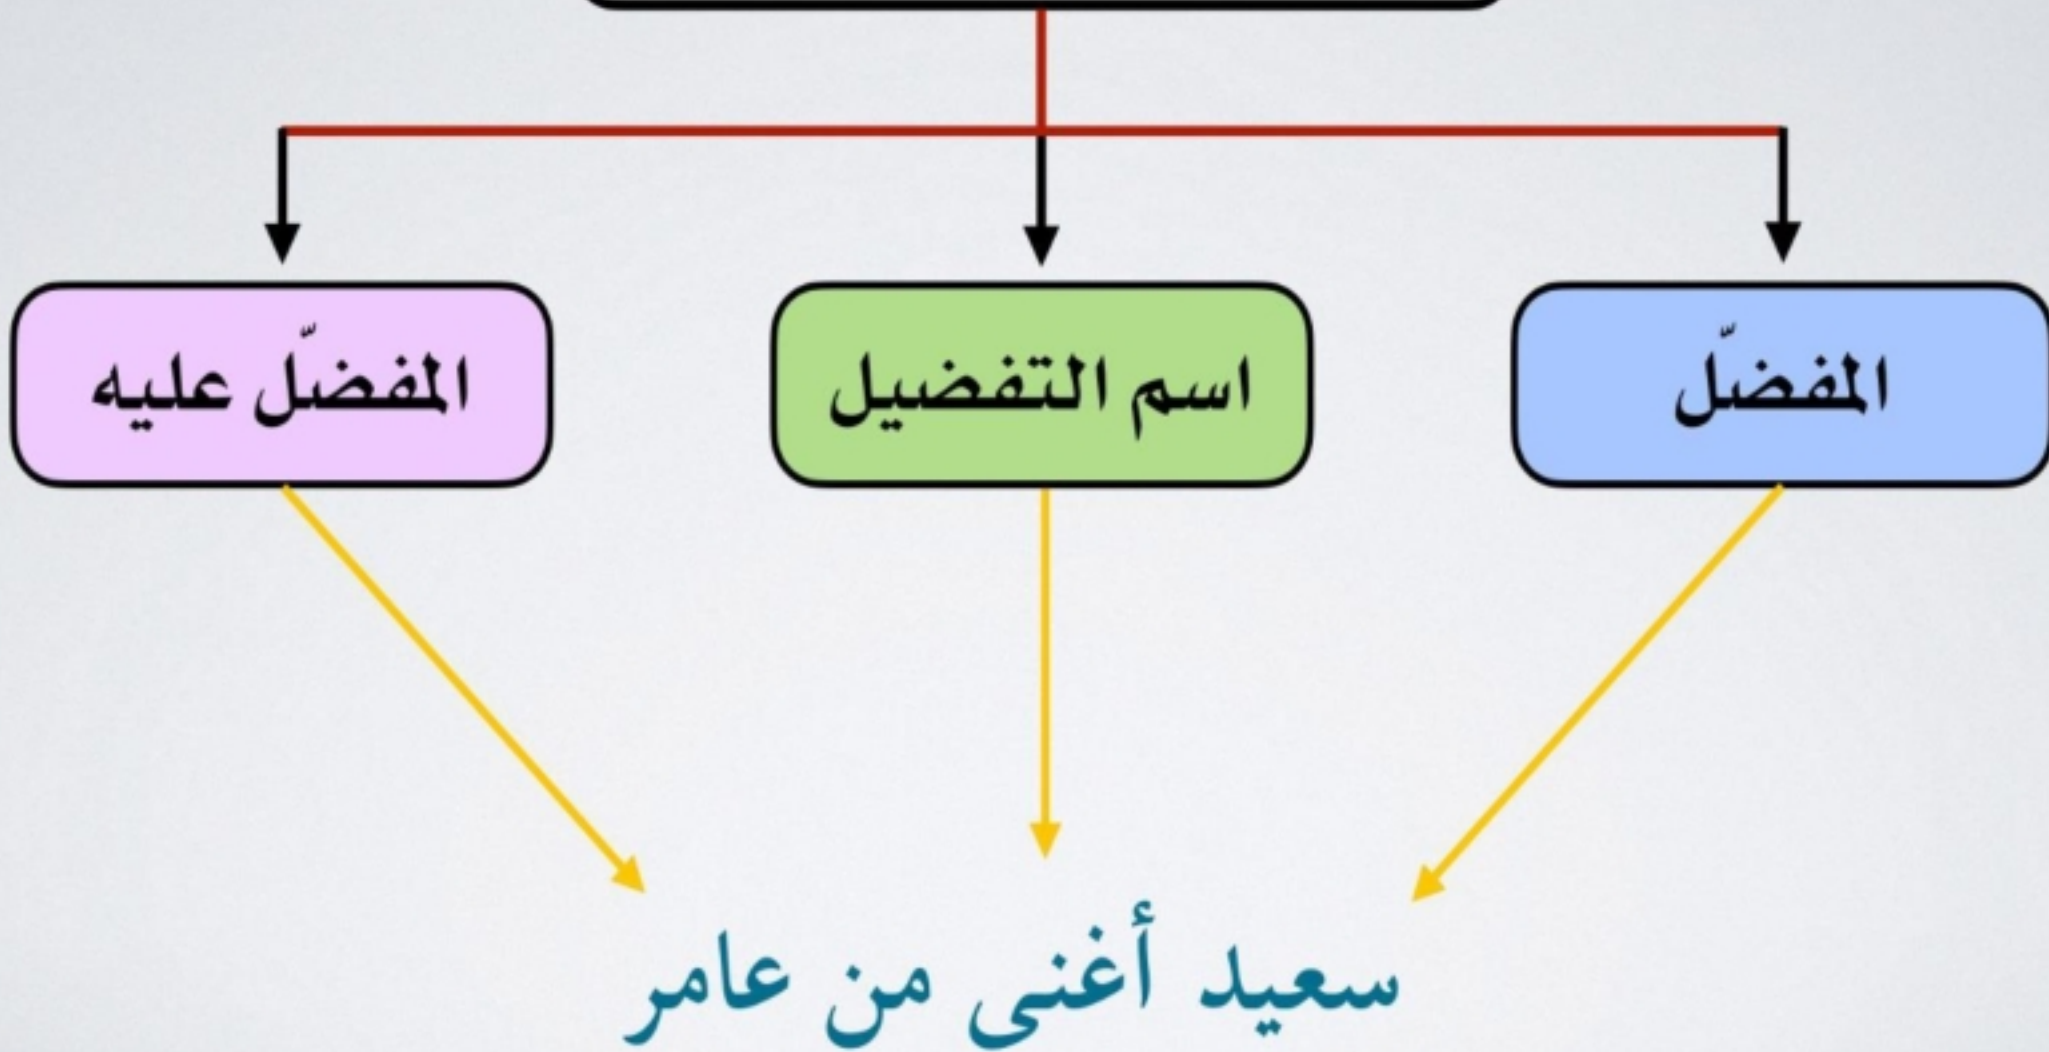 المفضّل
اسم التفضيل
المفضّل عليه
سعيد أغنى من عامر